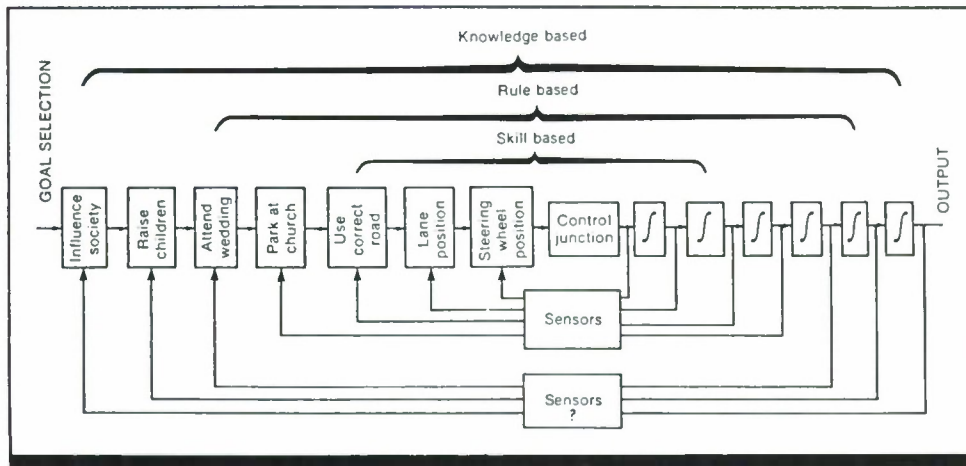 Knowledge based
Rule based
Skill based
GOAL SELECTION
Influence
society
Raise
children
Attend
wedding
Park at
church
Use
correct
road
Lane
position
Steering
wheel
position
Control
junction
∫
∫
∫
∫
∫
∫
OUTPUT
Sensors
Sensors
?